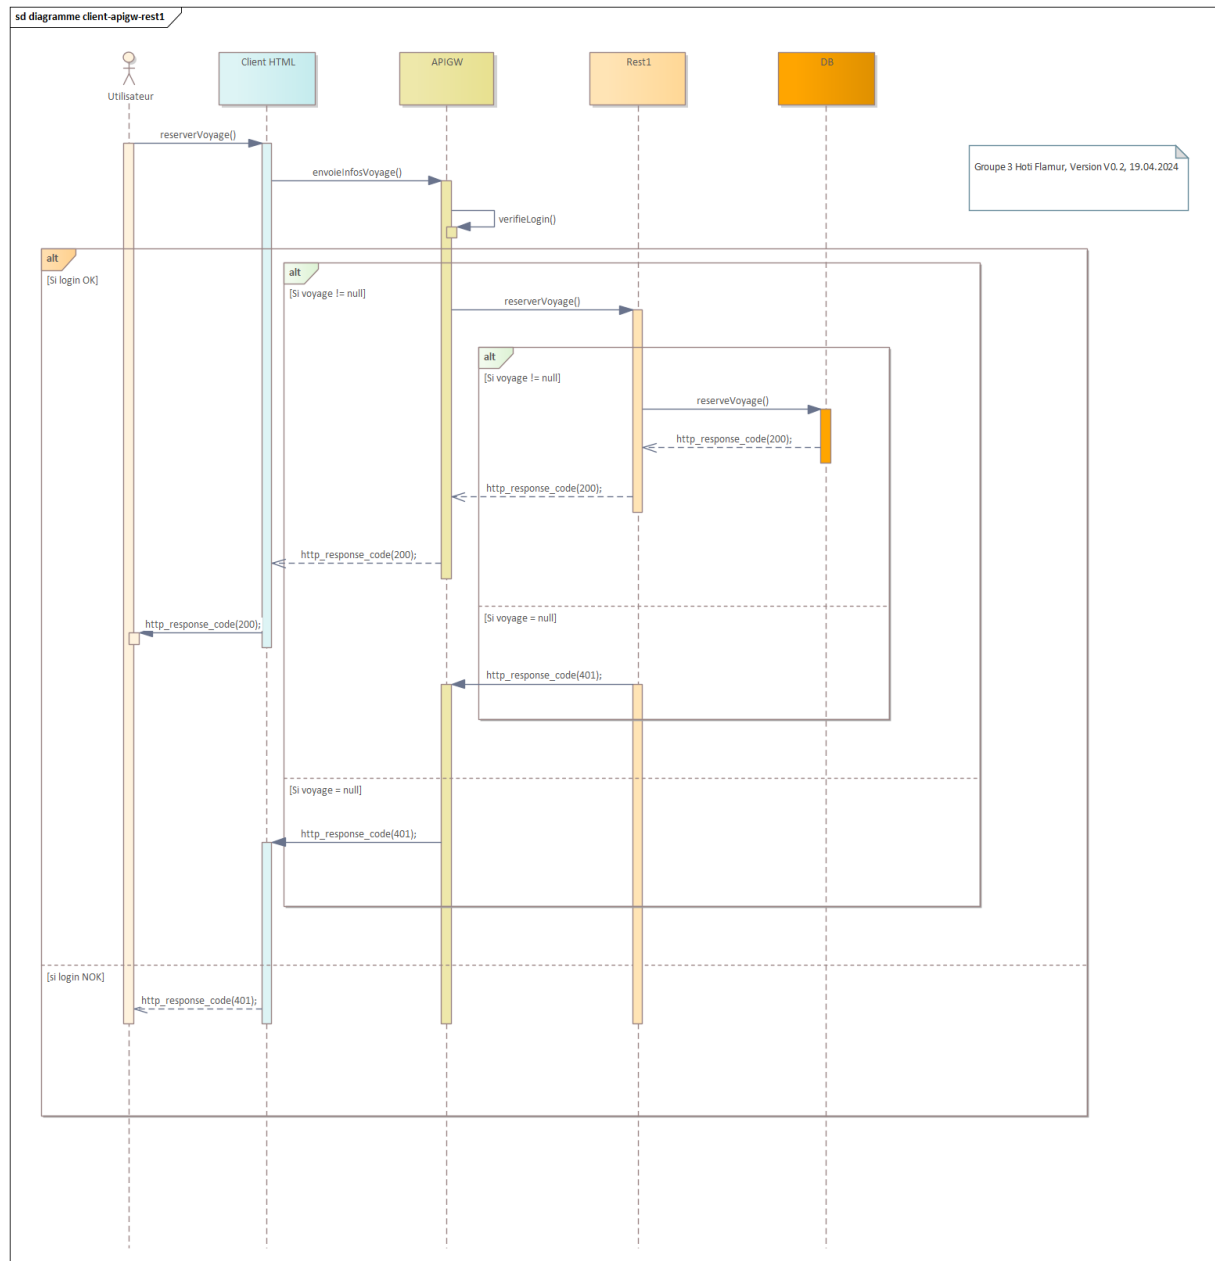 sd diagramme client-apigw-rest1
Utilisateur
Client HTML
APIGW
Rest1
DB
reserverVoyage()
envoieInfosVoyage()
Groupe 3 Hoti Flamur, Version V0.2, 19.04.2024
verifieLogin()
alt
[Si login OK]
alt
[Si voyage != null]
reserverVoyage()
alt
[Si voyage != null]
reserveVoyage()
http_response_code(200);
http_response_code(200);
http_response_code(200);
[Si voyage = null]
http_response_code(200);
http_response_code(401);
[Si voyage = null]
http_response_code(401);
[si login NOK]
http_response_code(401);